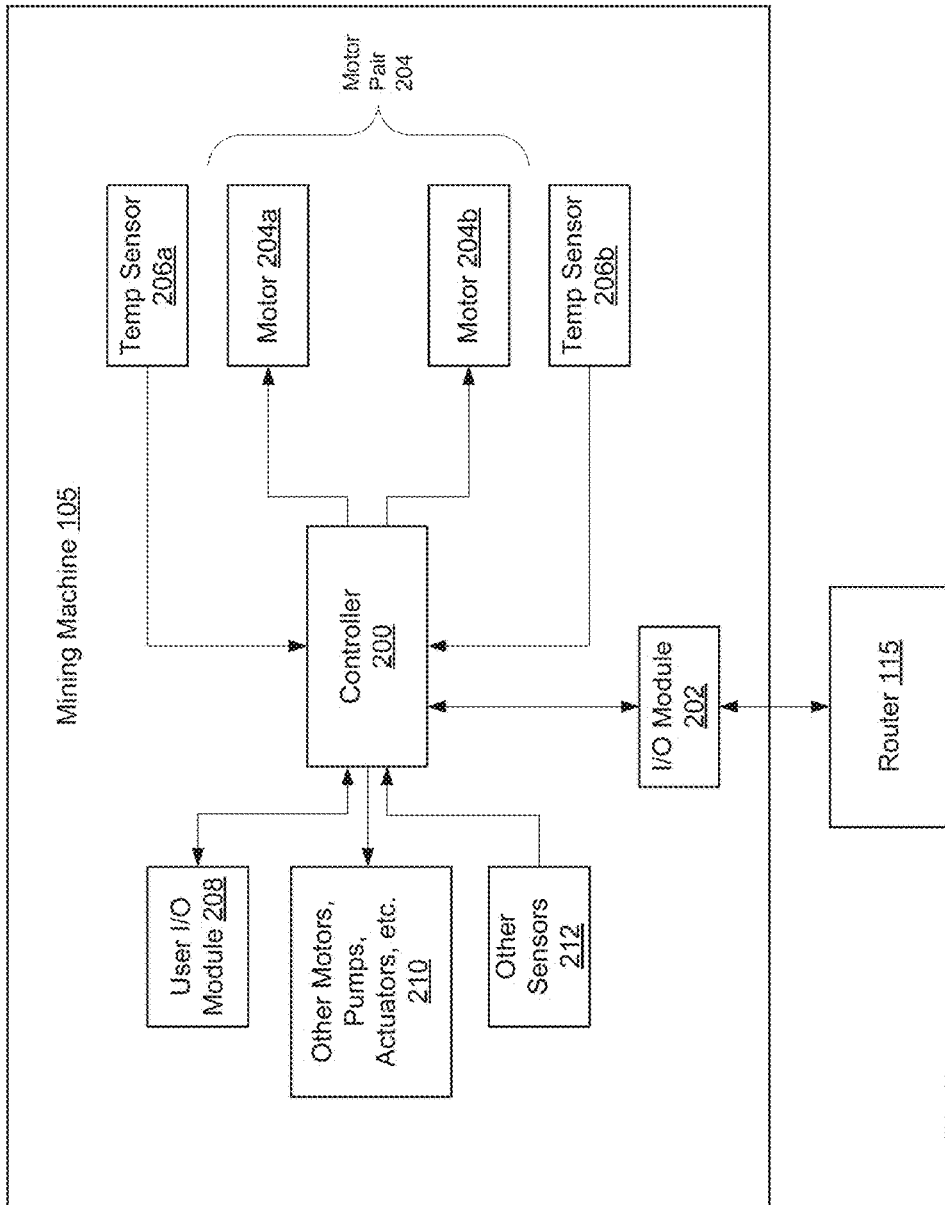 Mining Machine 105
User I/O
Module 208
Other Motors,
Pumps,
Actuators, etc.
210
Other
Sensors
212
Controller
200
Temp Sensor
206a
Motor 204a
Motor 204b
Temp Sensor
206b
Motor
Pair
204
I/O Module
202
Router 115